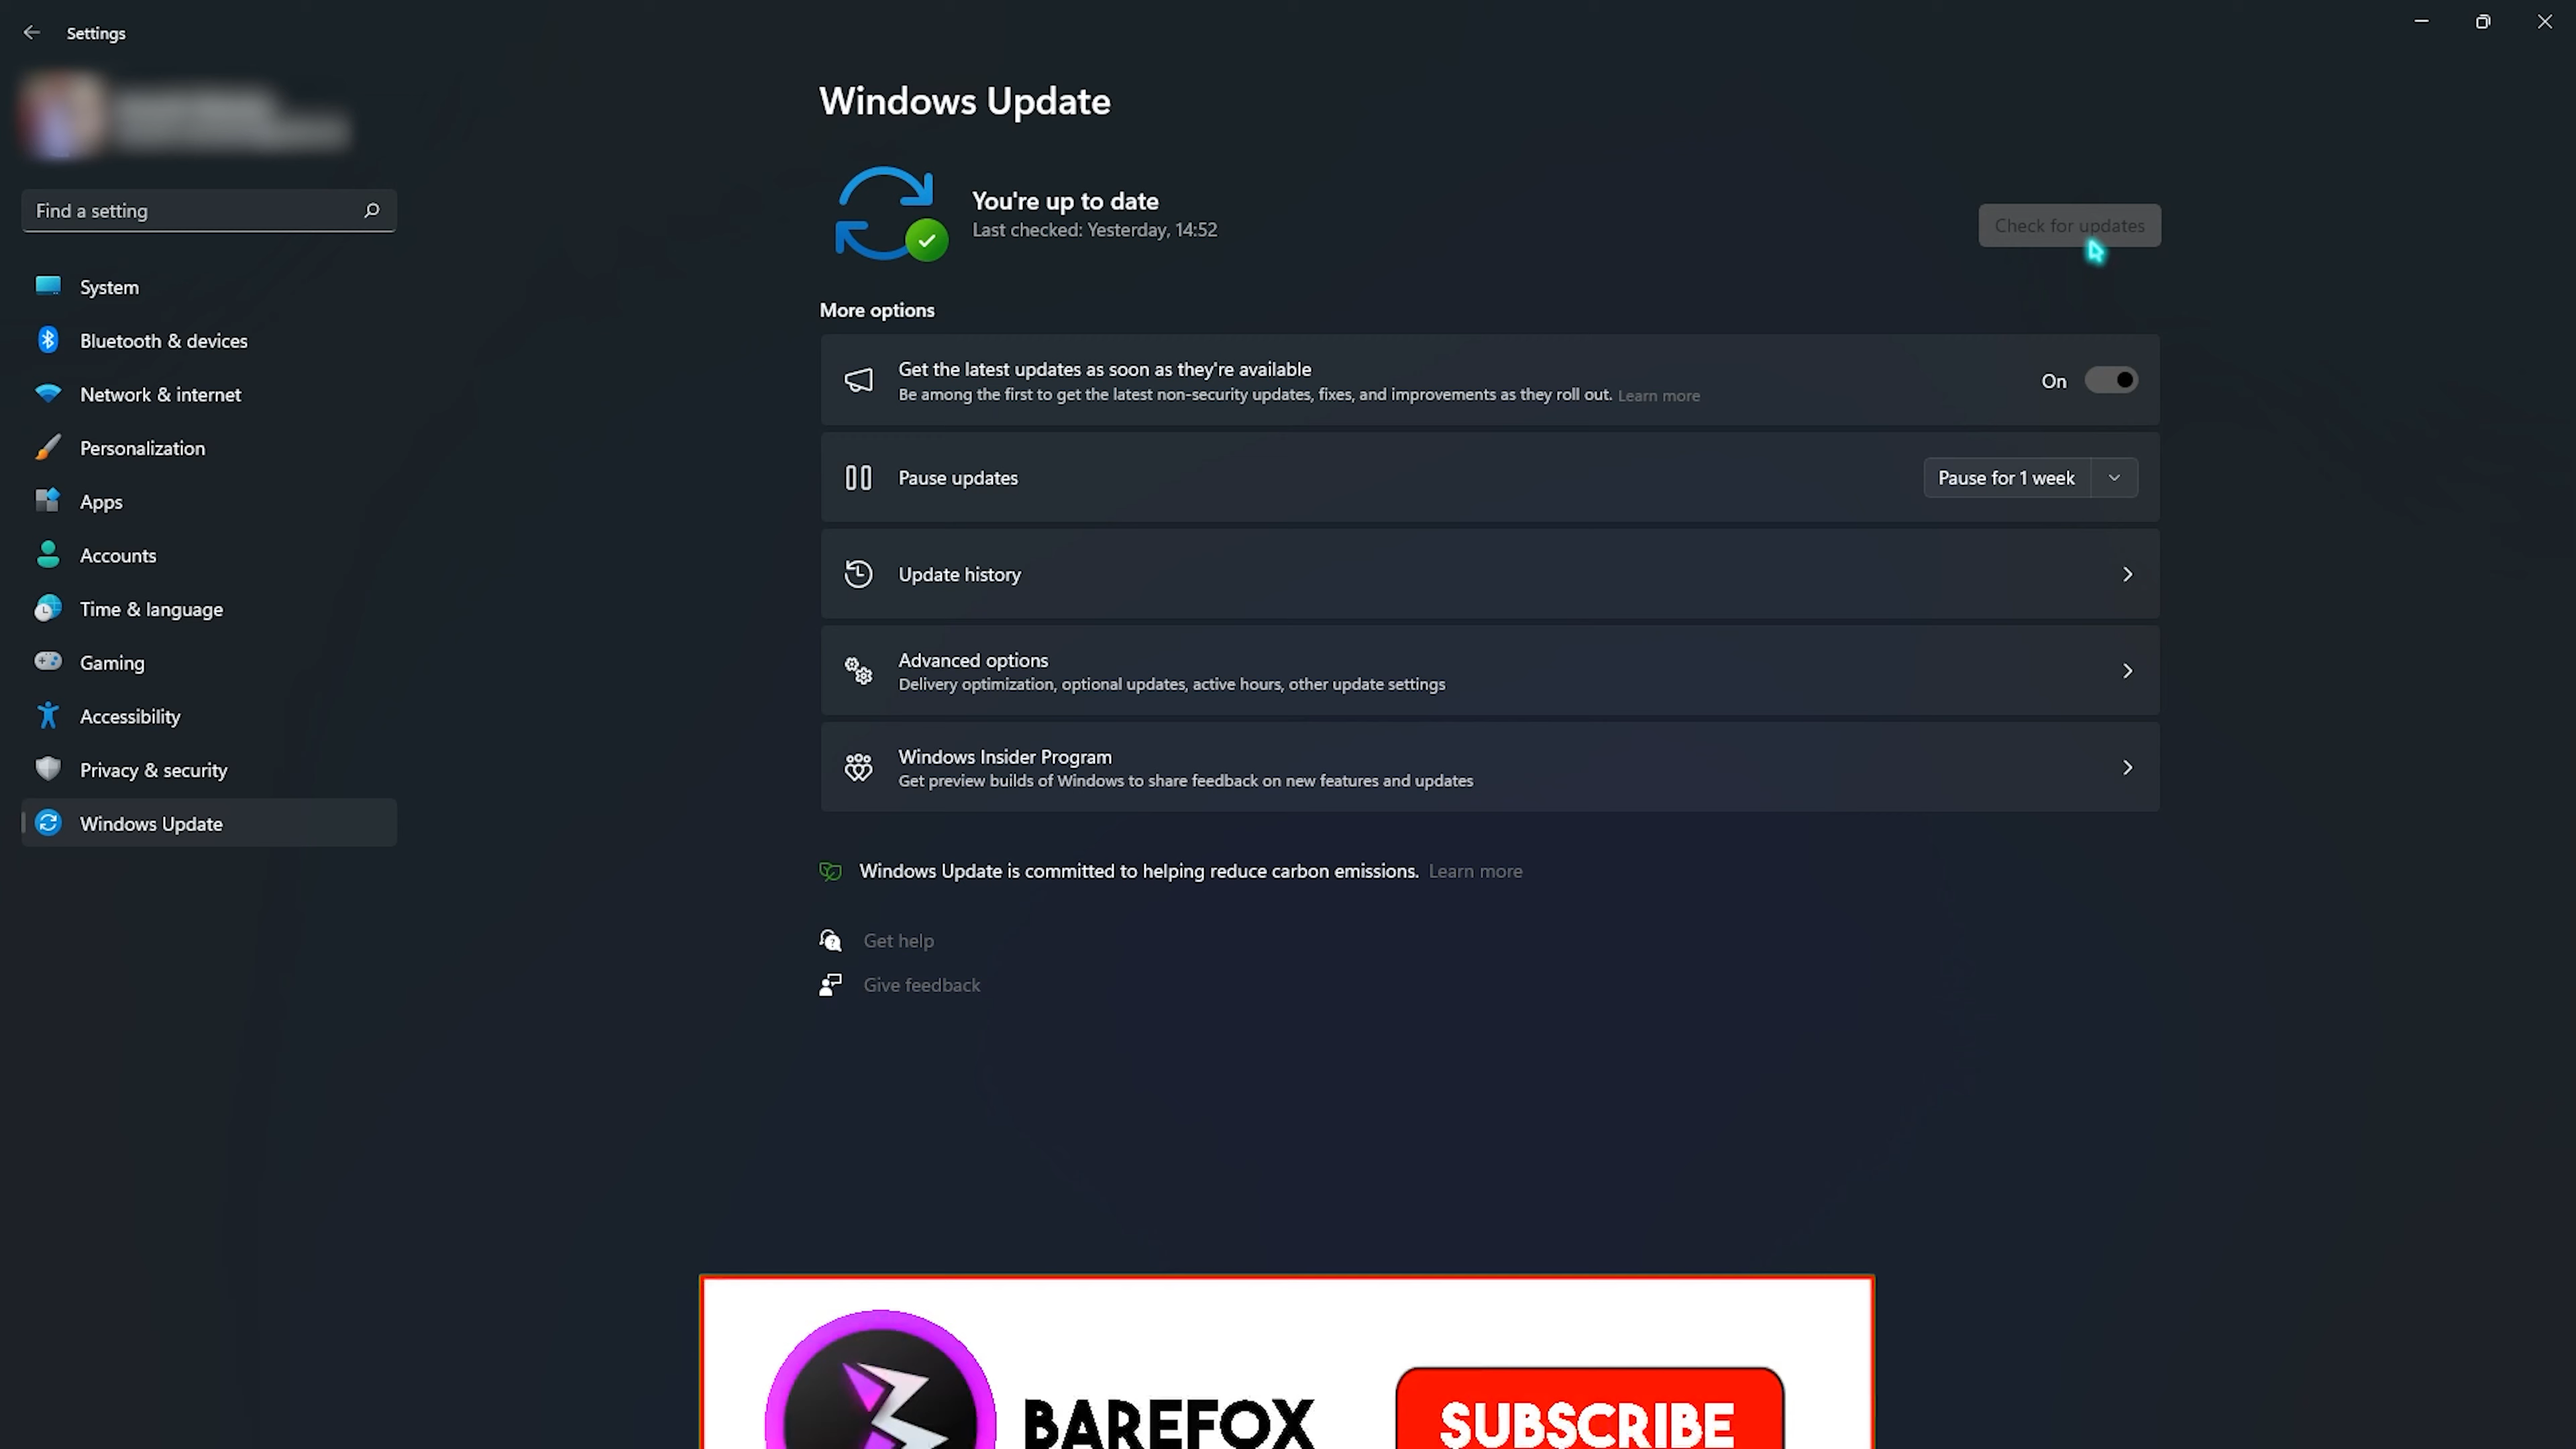 Settings
Find a setting
System
Bluetooth & devices
Network & internet
Personalization
Apps
Accounts
Time & language
Gaming
Accessibility
Privacy & security
Windows Update
Windows Update
You're up to date
Last checked: Yesterday, 14:52
Check for updates
More options
Get the latest updates as soon as they're available
Be among the first to get the latest non-security updates, fixes, and improvements as they roll out. Learn more
On
Pause updates
Pause for 1 week
Update history
Advanced options
Delivery optimization, optional updates, active hours, other update settings
Windows Insider Program
Get preview builds of Windows to share feedback on new features and updates
Windows Update is committed to helping reduce carbon emissions. Learn more
Get help
Give feedback
BAREFOX
SUBSCRIBE